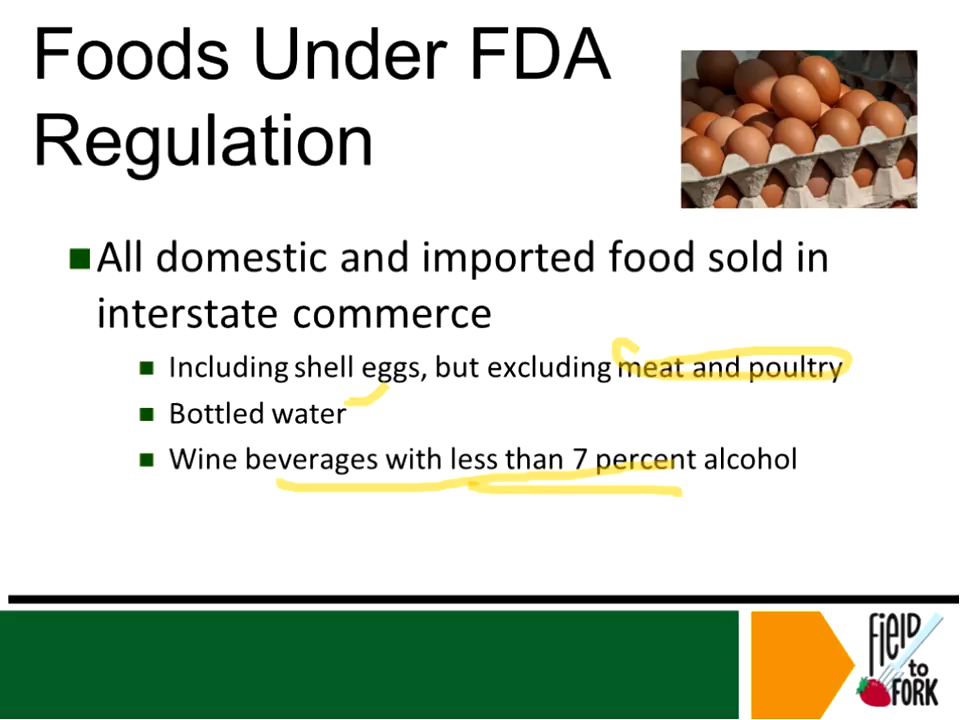 Foods Under FDA
Regulation
All domestic and imported food sold in
interstate commerce
Including shell eggs, but excluding meat and poultry
Bottled water
Wine beverages with less than 7 percent alcohol
field
to
FORK